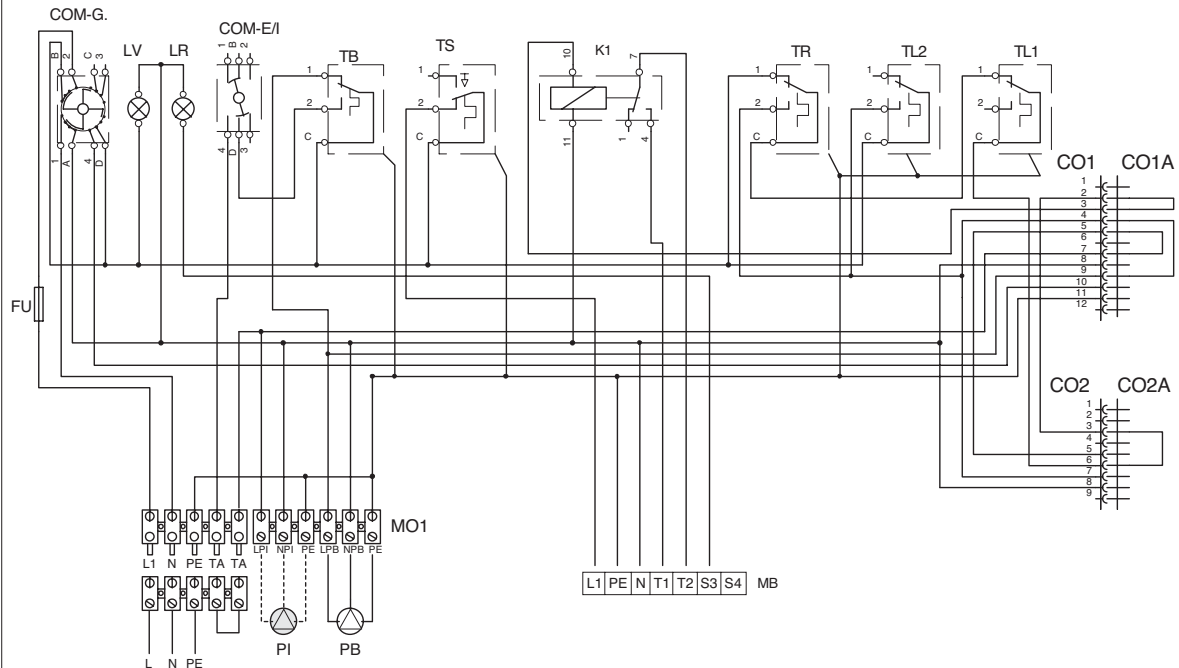 COM-G.
B 2 C 3
1 A 4 D
LV
LR
COM-E/I
1 B 2
4 D 3
TB
1
2
C
TS
1
2
C
K1
10 7
11 1 4
TR
1
2
C
TL2
1
2
C
TL1
1
2
C
CO1 CO1A
1
2
3
4
5
6
7
8
9
10
11
12
FU
CO2 CO2A
1
2
3
4
5
6
7
8
9
MO1
L1 N PE TA TA LPI NPI PE LPB NPB PE
L1 PE N T1 T2 S3 S4 MB
PI PB
L N PE